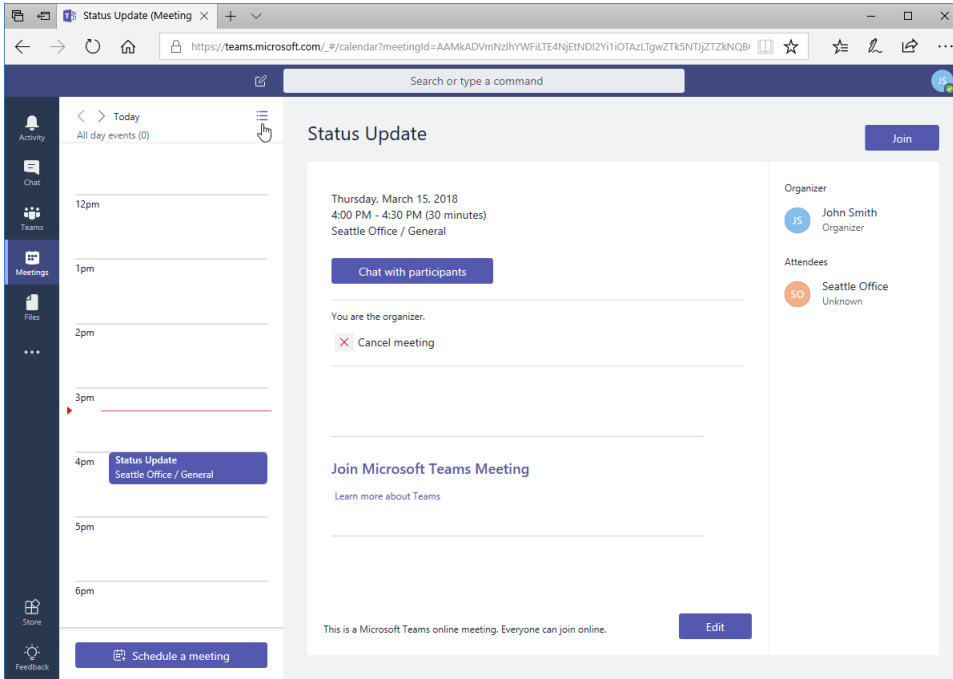 Status Update (Meeting
https://teams.microsoft.com/_#/calendar?meetingId=AAMkADVmNzlhYWFiLTE4NjEtNDI2Yi1iOTAzLTgwZTk5NTJjZTZkNQB
Search or type a command
JS
Activity
Chat
Teams
Meetings
Files
Store
Feedback
Today
All day events (0)
12pm
1pm
2pm
3pm
4pm
Status Update
Seattle Office / General
5pm
6pm
Schedule a meeting
Status Update
Join
Thursday, March 15, 2018
4:00 PM - 4:30 PM (30 minutes)
Seattle Office / General
Chat with participants
You are the organizer.
Cancel meeting
Join Microsoft Teams Meeting
Learn more about Teams
This is a Microsoft Teams online meeting. Everyone can join online.
Edit
Organizer
JS
John Smith
Organizer
Attendees
SO
Seattle Office
Unknown